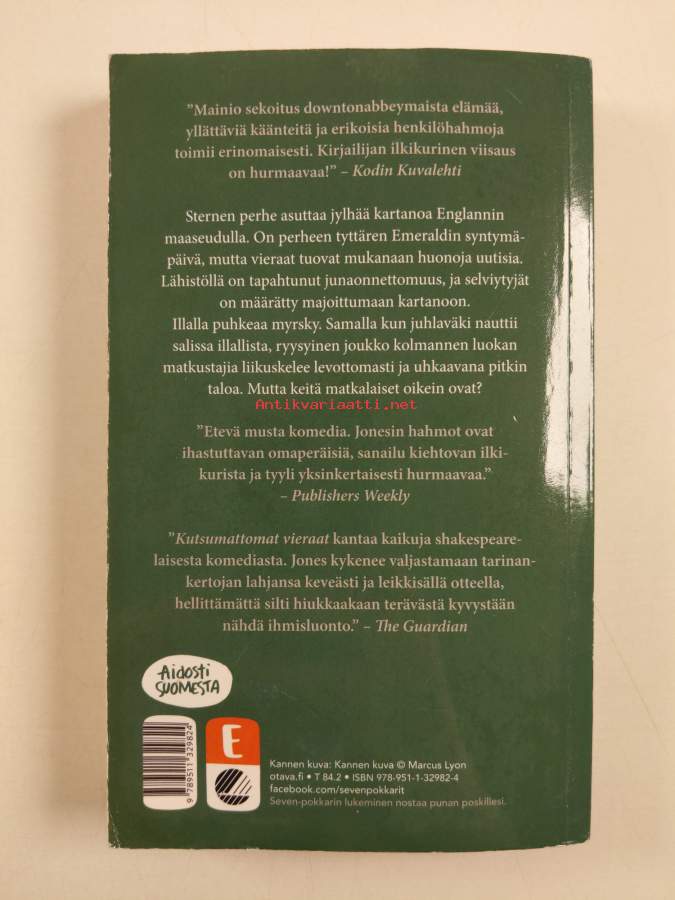 ”Mainio sekoitus downtonabbeymaista elämää,
yllättäviä käänteitä ja erikoisia henkilöhahmoja
toimii erinomaisesti. Kirjailijan ilkikurinen viisaus
on hurmaavaa!” – Kodin Kuvalehti
Sternen perhe asuttaa jylhää kartanoa Englannin
maaseudulla. On perheen tyttären Emeraldin syntymä-
päivä, mutta vieraat tuovat mukanaan huonoja uutisia.
Lähistöllä on tapahtunut junaonnettomuus, ja selviytyjät
on määrätty majoittumaan kartanoon.
Illalla puhkeaa myrsky. Samalla kun juhlaväki nauttii
salissa illallista, ryysyinen joukko kolmannen luokan
matkustajia liikuskelee levottomasti ja uhkaavana pitkin
taloa. Mutta keitä matkalaiset oikein ovat?
Antikvariaatti.net
”Etevä musta komedia. Jonesin hahmot ovat
ihastuttavan omaperäisiä, sanailu kiehtovan ilki-
kurista ja tyyli yksinkertaisesti hurmaavaa.”
– Publishers Weekly
”Kutsumattomat vieraat kantaa kaikuja shakespeare-
laisesta komediasta. Jones kykenee valjastamaan tarinan-
kertojan lahjansa keveästi ja leikkisällä otteella,
hellittämättä silti hiukkaakaan terävästä kyvystään
nähdä ihmisluonto.” – The Guardian
Aidosti
SUOMESTA
9 789511 329824
E
Kannen kuva: Kannen kuva © Marcus Lyon
otava.fi • T 84.2 • ISBN 978-951-1-32982-4
facebook.com/sevenpokkarit
Seven-pokkarin lukeminen nostaa punan poskillesi.